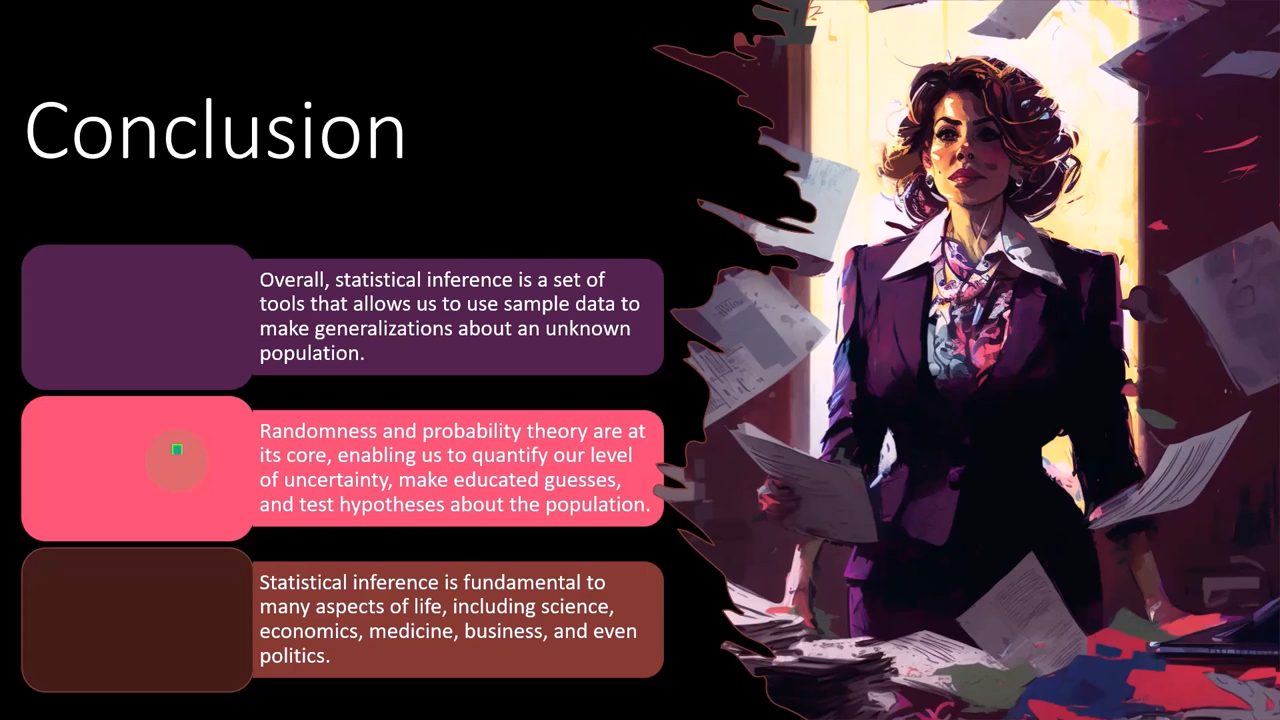 Conclusion
Overall, statistical inference is a set of
tools that allows us to use sample data to
make generalizations about an unknown
population.
Randomness and probability theory are at
its core, enabling us to quantify our level
of uncertainty, make educated guesses,
and test hypotheses about the population.
Statistical inference is fundamental to
many aspects of life, including science,
economics, medicine, business, and even
politics.